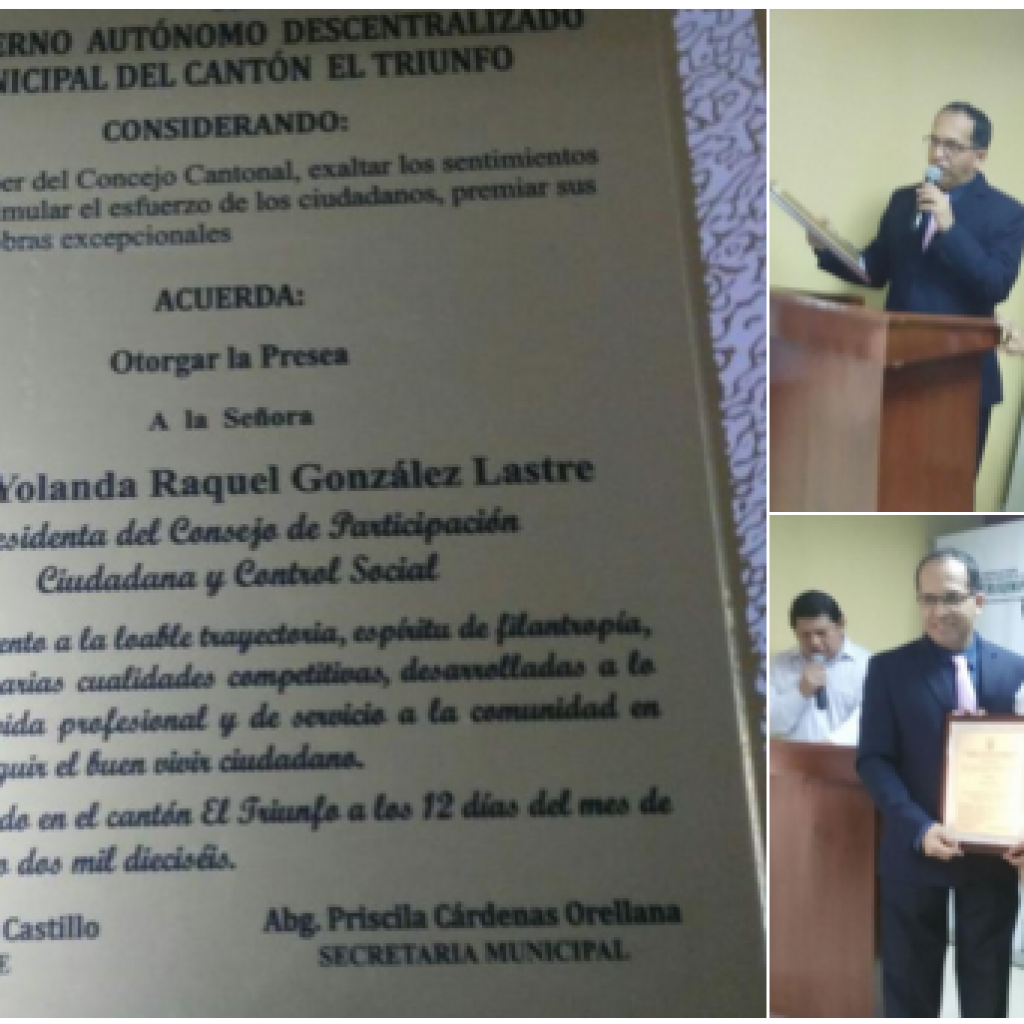 ERNO AUTÓNOMO DESCENTRALIZADO
NICIPAL DEL CANTÓN EL TRIUNFO
CONSIDERANDO:
er del Concejo Cantonal, exaltar los sentimientos
mular el esfuerzo de los ciudadanos, premiar sus
bras excepcionales
ACUERDA:
Otorgar la Presea
A la Señora
Yolanda Raquel González Lastre
esidenta del Consejo de Participación
Ciudadana y Control Social
ento a la loable trayectoria, espíritu de filantropía,
arias cualidades competitivas, desarrolladas a lo
vida profesional y de servicio a la comunidad en
guir el buen vivir ciudadano.
do en el cantón El Triunfo a los 12 días del mes de
o dos mil dieciséis.
Castillo
E
Abg. Priscila Cárdenas Orellana
SECRETARIA MUNICIPAL